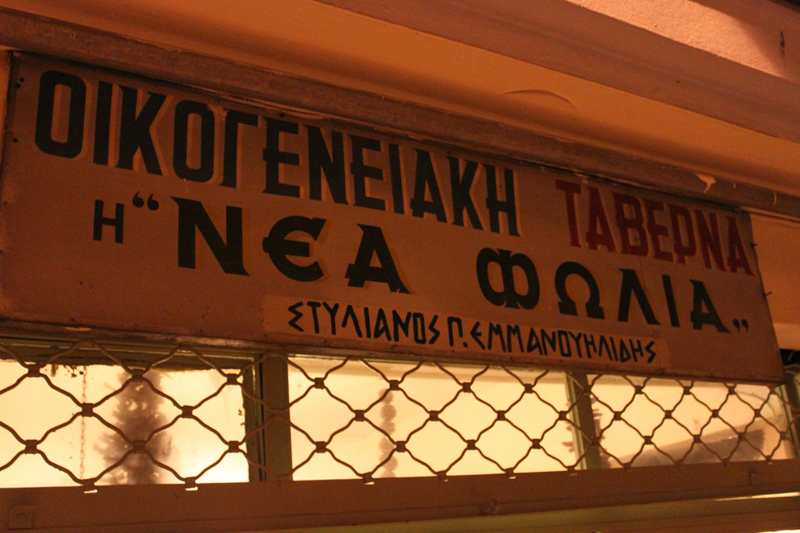 ΟΙΚΟΓΕΝΕΙΑΚΗ ΤΑΒΕΡΝΑ
Η “ΝΕΑ ΦΩΛΙΑ„
ΣΤΥΛΙΑΝΟΣ Π. ΕΜΜΑΝΟΥΗΛΙΔΗΣ